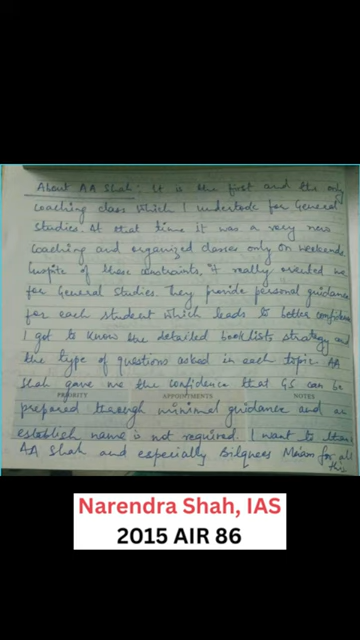 About AA Shah: It is the first and the only
coaching class which I undertook for General
Studies. At that time it was a very new
coaching and organized classes only on weekends.
Inspite of these constraints, it really oriented me
for General Studies. They provide personal guidance
for each student which leads to better confidence
I got to know the detailed booklists strategy and
the type of questions asked in each topic. AA
Shah gave me the confidence that GS can be
PRIORITY APPOINTMENTS NOTES
prepared through minimal guidance and an
establish name is not required. I want to thank
AA Shah and especially Bilquees Ma'am for all
this
Narendra Shah, IAS
2015 AIR 86